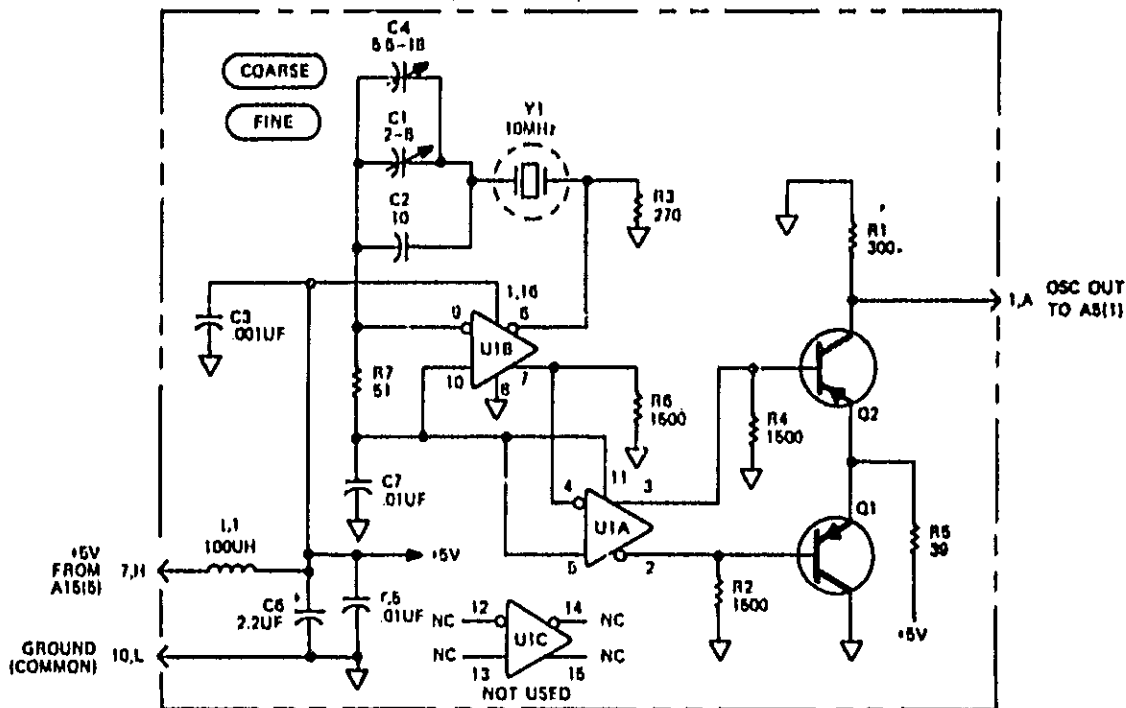 C4
5.5-18
COARSE
FINE
C1
2-8
Y1
10MHz
C2
10
R3
270
R1
300
1,A
OSC OUT
TO A5(1)
C3
.001UF
1,16
9
6
U1B
10
8
7
R7
51
R6
1500
R4
1500
Q2
C7
.01UF
11
4
3
U1A
5
2
Q1
R5
39
+5V
L1
100UH
+5V
FROM
A15(5)
7,H
C6
2.2UF
+
C5
.01UF
R2
1500
+5V
12
14
NC
NC
U1C
NC
NC
13
15
NOT USED
GROUND
(COMMON)
10,L